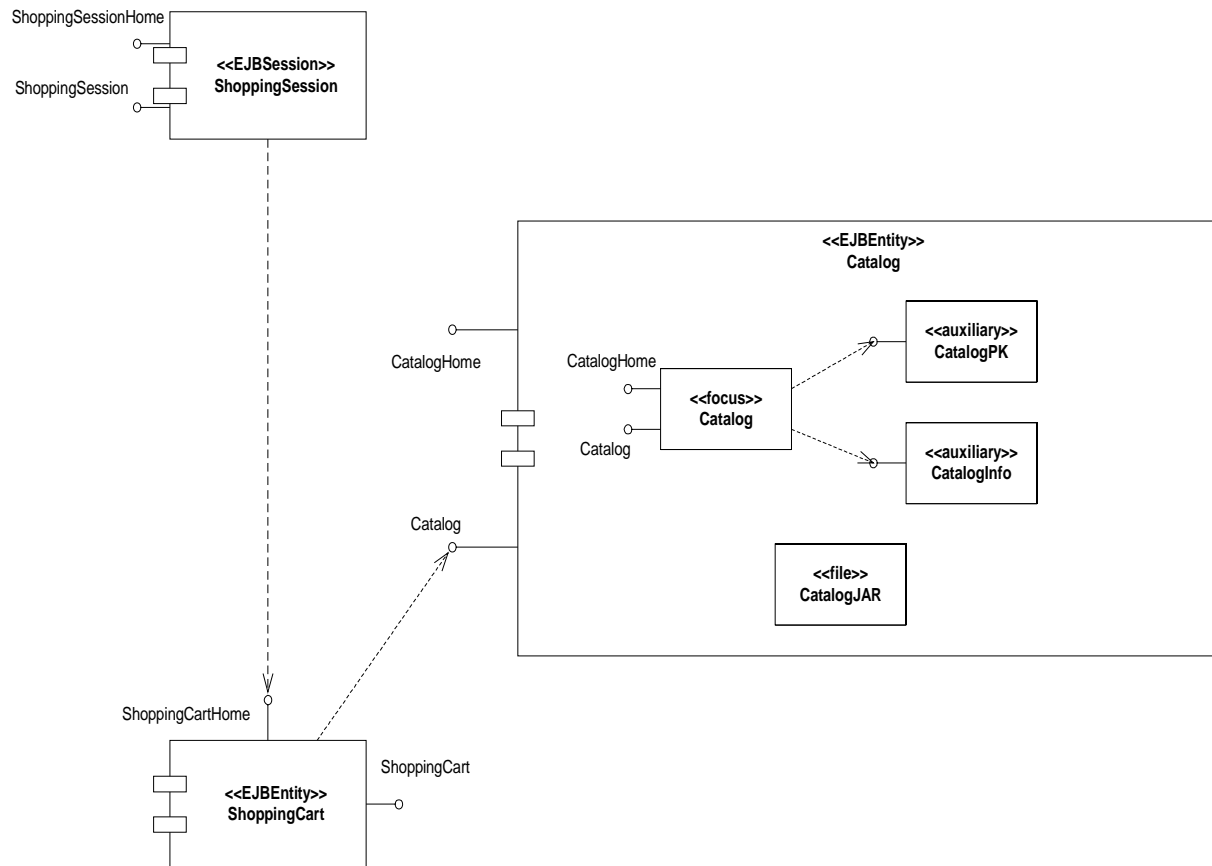 ShoppingSessionHome
<<EJBSession>>
ShoppingSession
ShoppingSession
<<EJBEntity>>
Catalog
CatalogHome
CatalogHome
<<auxiliary>>
CatalogPK
<<focus>>
Catalog
Catalog
<<auxiliary>>
CatalogInfo
Catalog
<<file>>
CatalogJAR
ShoppingCartHome
ShoppingCart
<<EJBEntity>>
ShoppingCart